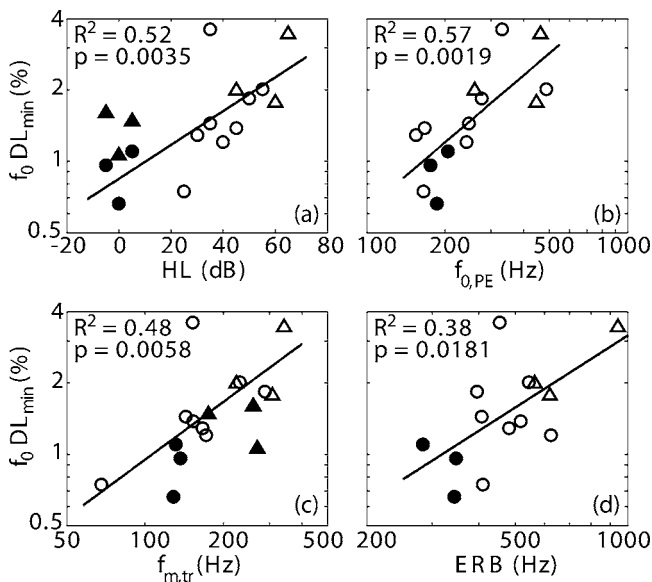 R² = 0.52
p = 0.0035
f₀ DLmin (%)
4
2
1
0.5
-20 0 20 40 60 80
HL (dB)
(a)
R² = 0.57
p = 0.0019
100 200 500 1000
f₀,PE (Hz)
(b)
R² = 0.48
p = 0.0058
f₀ DLmin (%)
4
2
1
0.5
50 100 200 500
fm,tr (Hz)
(c)
R² = 0.38
p = 0.0181
300 500 1000
ERB (Hz)
(d)